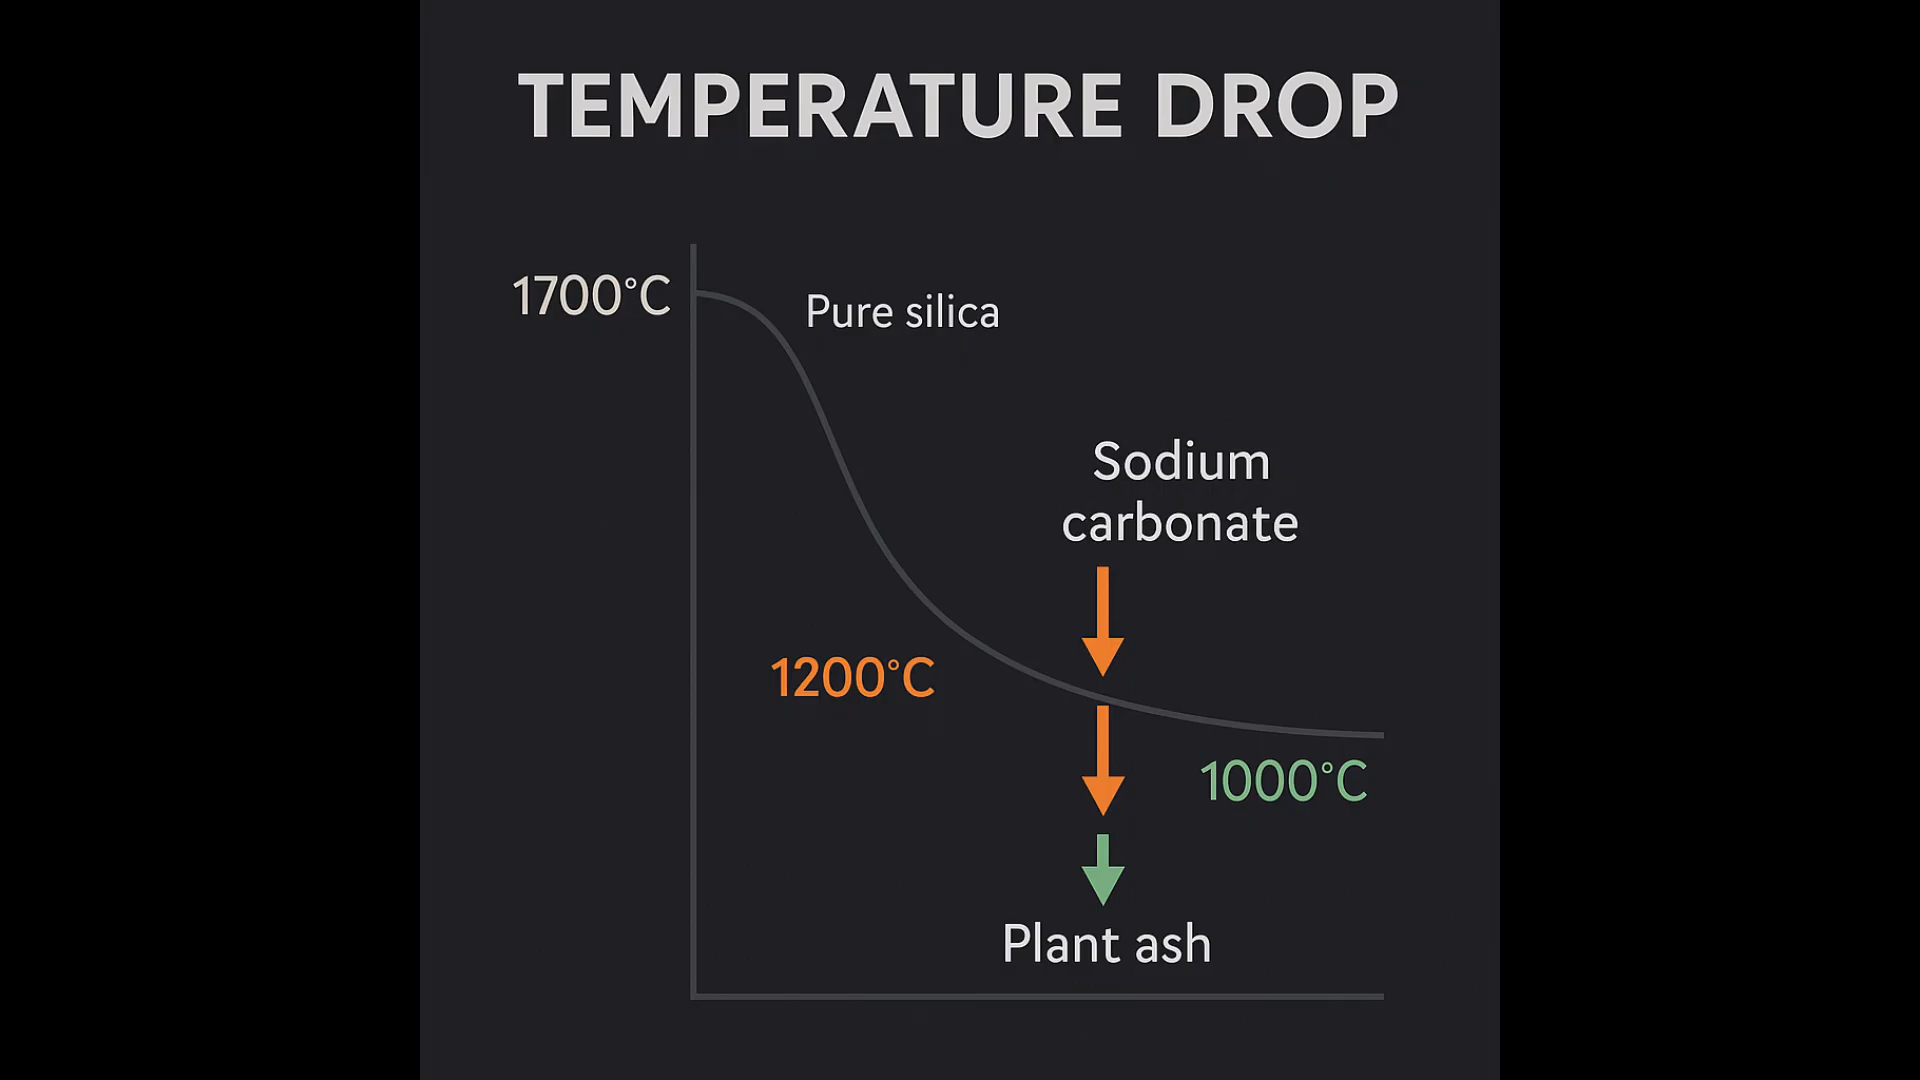 TEMPERATURE DROP
1700°C
Pure silica
Sodium
carbonate
1200°C
1000°C
Plant ash